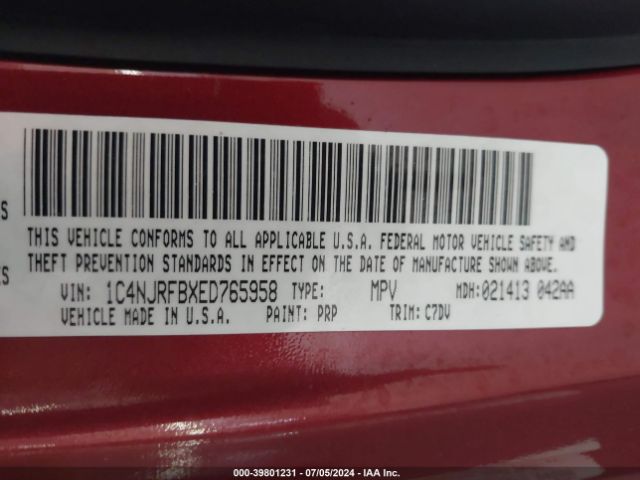 THIS VEHICLE CONFORMS TO ALL APPLICABLE U.S.A. FEDERAL MOTOR VEHICLE SAFETY AND
THEFT PREVENTION STANDARDS IN EFFECT ON THE DATE OF MANUFACTURE SHOWN ABOVE.
VIN: 1C4NJRFBXED765958 TYPE: MPV MDH:021413 042AA
VEHICLE MADE IN U.S.A. PAINT: PRP TRIM: C7DV
000-39801231 - 07/05/2024 - IAA Inc.